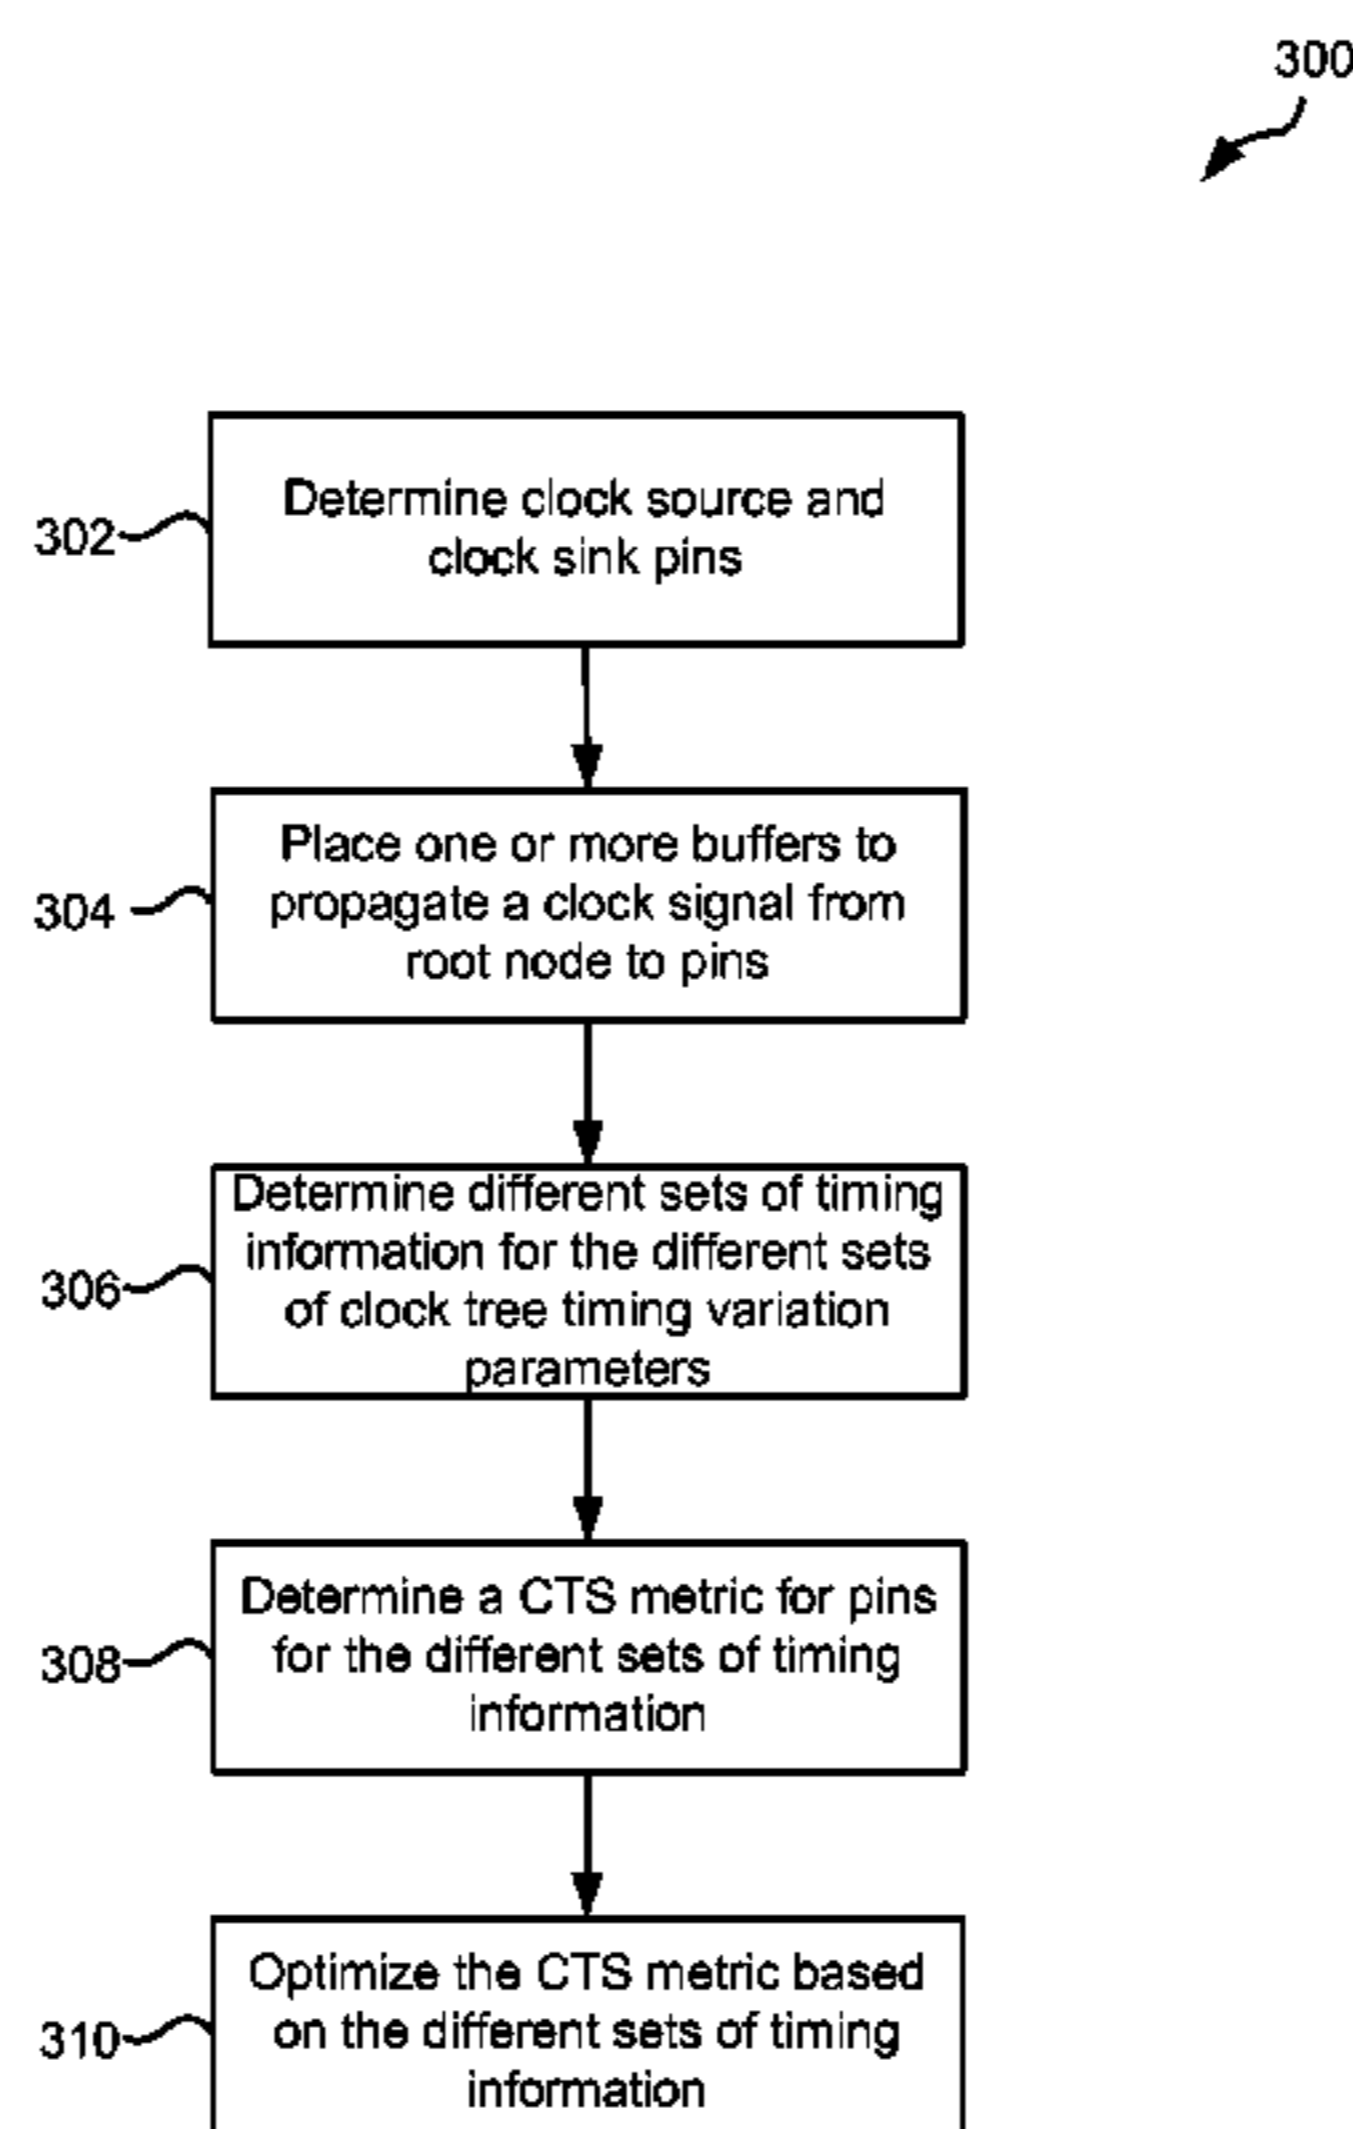 300
302
Determine clock source and
clock sink pins
304
Place one or more buffers to
propagate a clock signal from
root node to pins
306
Determine different sets of timing
information for the different sets
of clock tree timing variation
parameters
308
Determine a CTS metric for pins
for the different sets of timing
information
310
Optimize the CTS metric based
on the different sets of timing
information